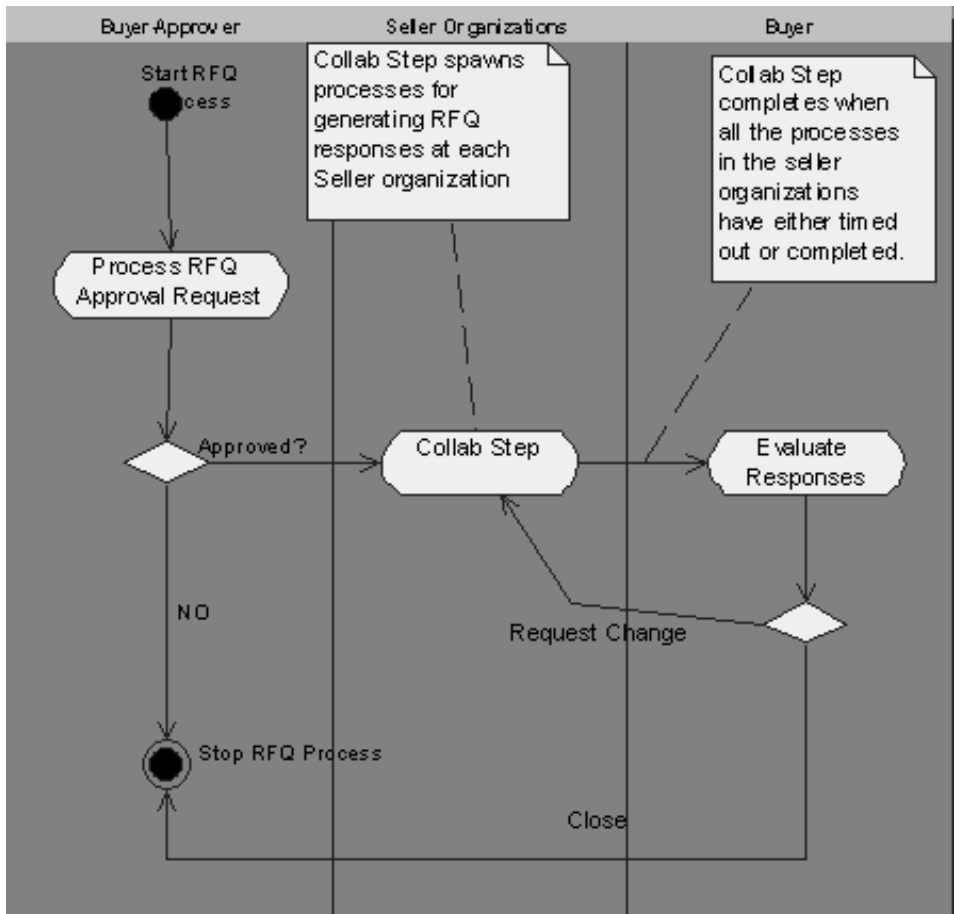 Buyer-Approver
Seller Organizations
Buyer
Start RFQ
cess
Collab Step spawns
processes for
generating RFQ
responses at each
Seller organization
Collab Step
completes when
all the processes
in the seller
organizations
have either timed
out or completed.
Process RFQ
Approval Request
Approved?
Collab Step
Evaluate
Responses
NO
Request Change
Stop RFQ Process
Close